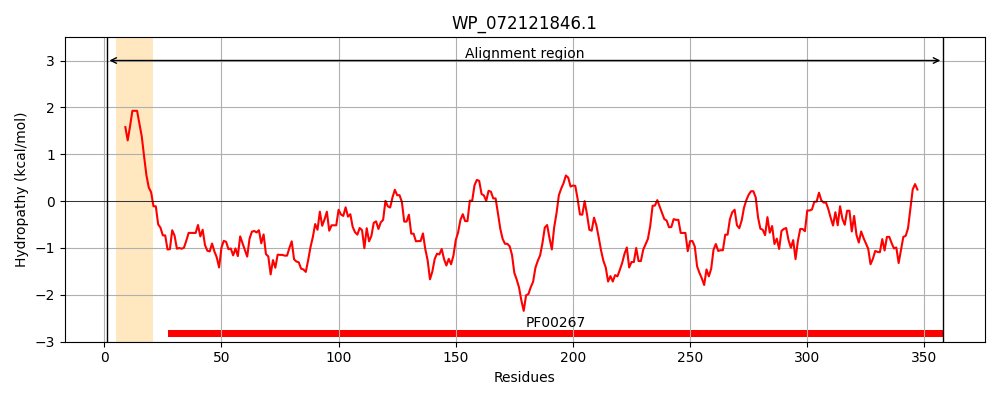 WP_072121846.1
Alignment region
Hydropathy (kcal/mol)
3
2
1
0
−1
−2
−3
PF00267
0 50 100 150 200 250 300 350
Residues